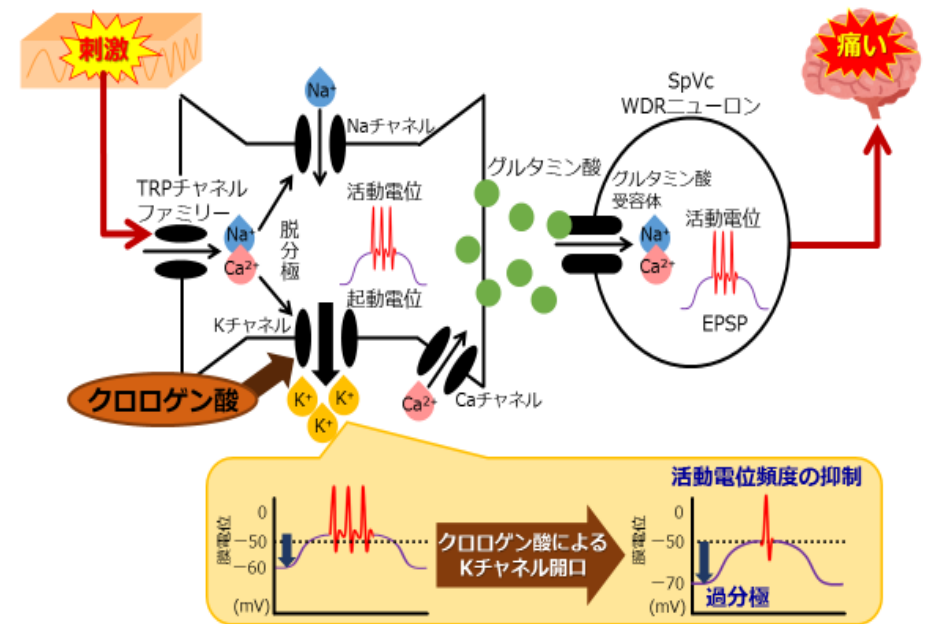 刺激
痛い
SpVc
WDRニューロン
Na⁺
Naチャネル
グルタミン酸
グルタミン酸
受容体
TRPチャネル
ファミリー
活動電位
脱分極
Na⁺
Ca²⁺
Na⁺
Ca²⁺
活動電位
起動電位
EPSP
Kチャネル
クロロゲン酸
K⁺
K⁺
K⁺
Ca²⁺
Caチャネル
活動電位頻度の抑制
膜電位
0
−50
−60
(mV)
クロロゲン酸による
Kチャネル開口
膜電位
0
−50
−70
(mV)
過分極